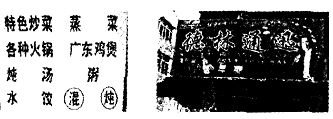 特色炒菜 蒸 菜
各种火锅 广东鸡煲
炖 汤 粥
水 饺 混 炖